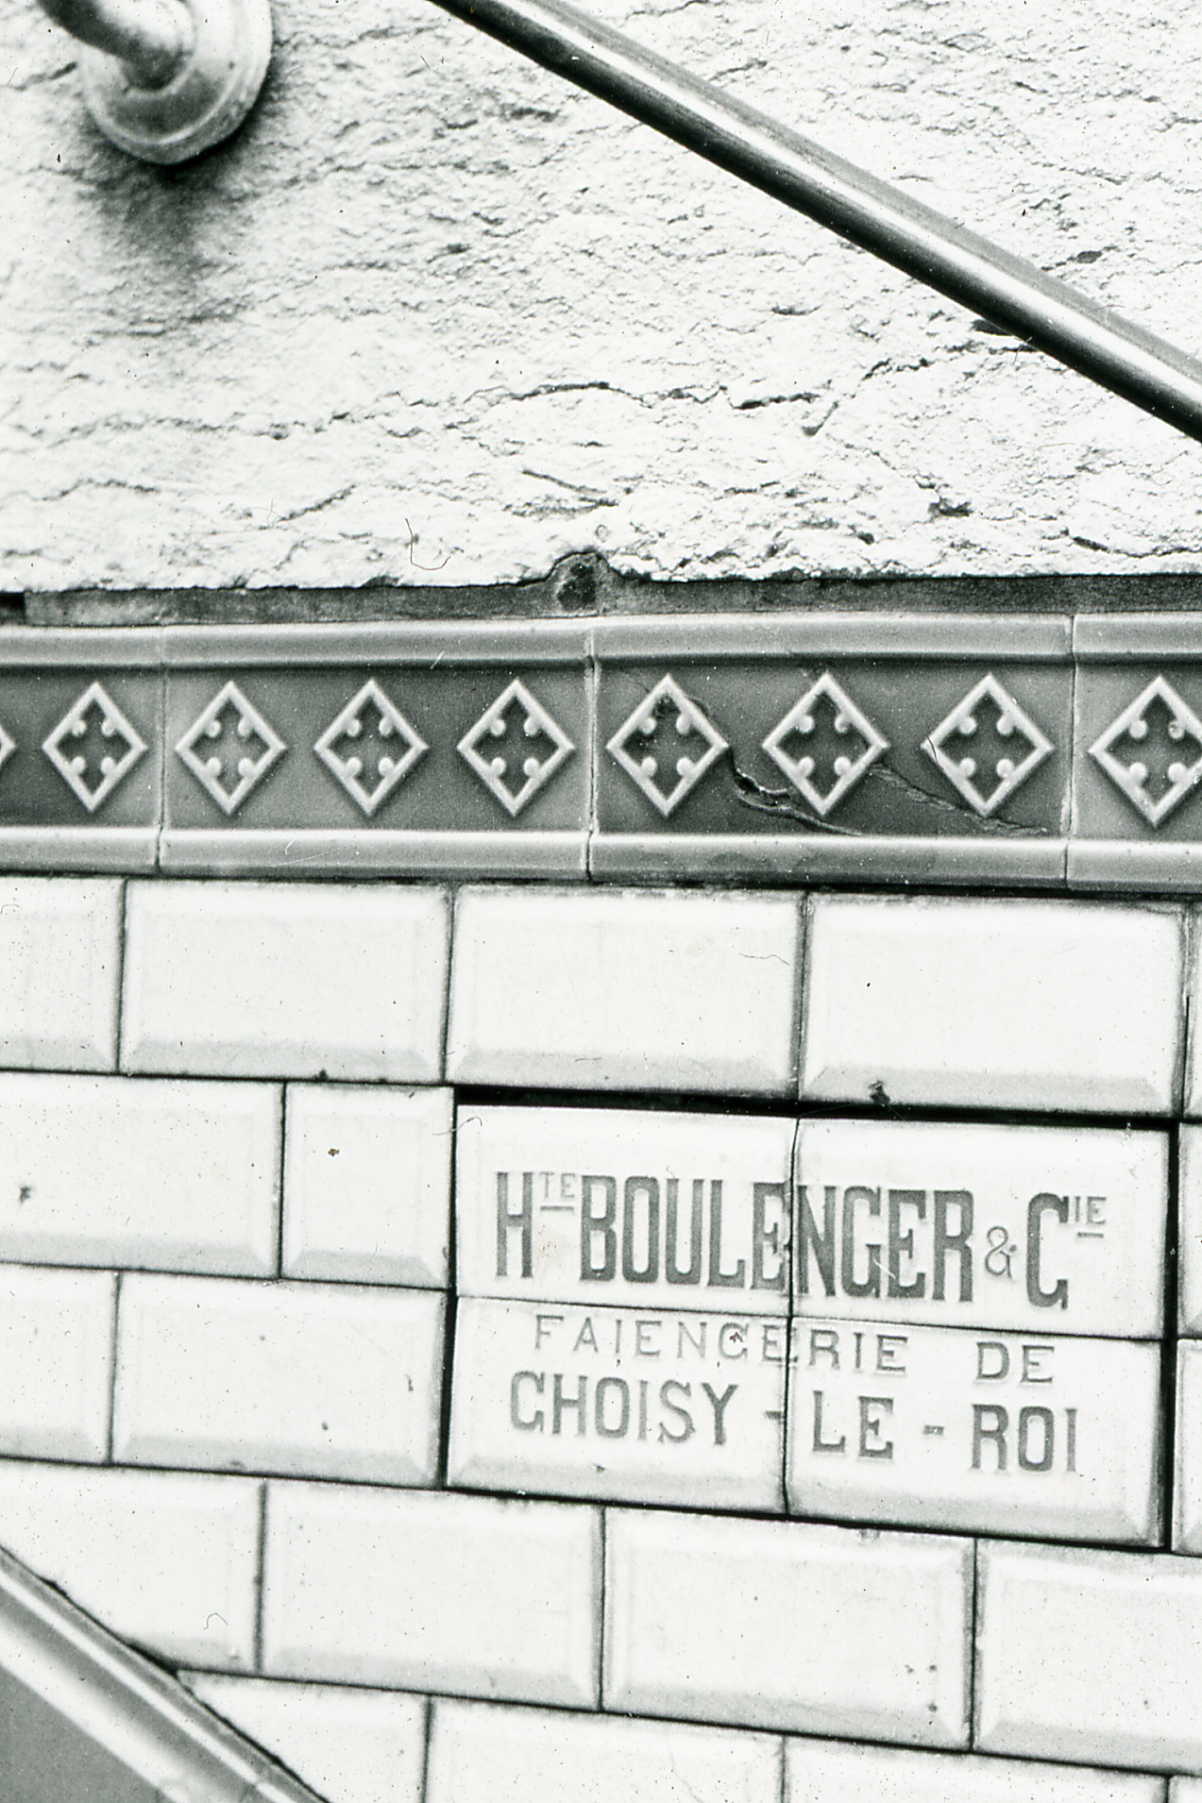 HTE BOULENGER & CIE
FAIENCERIE DE
CHOISY-LE-ROI